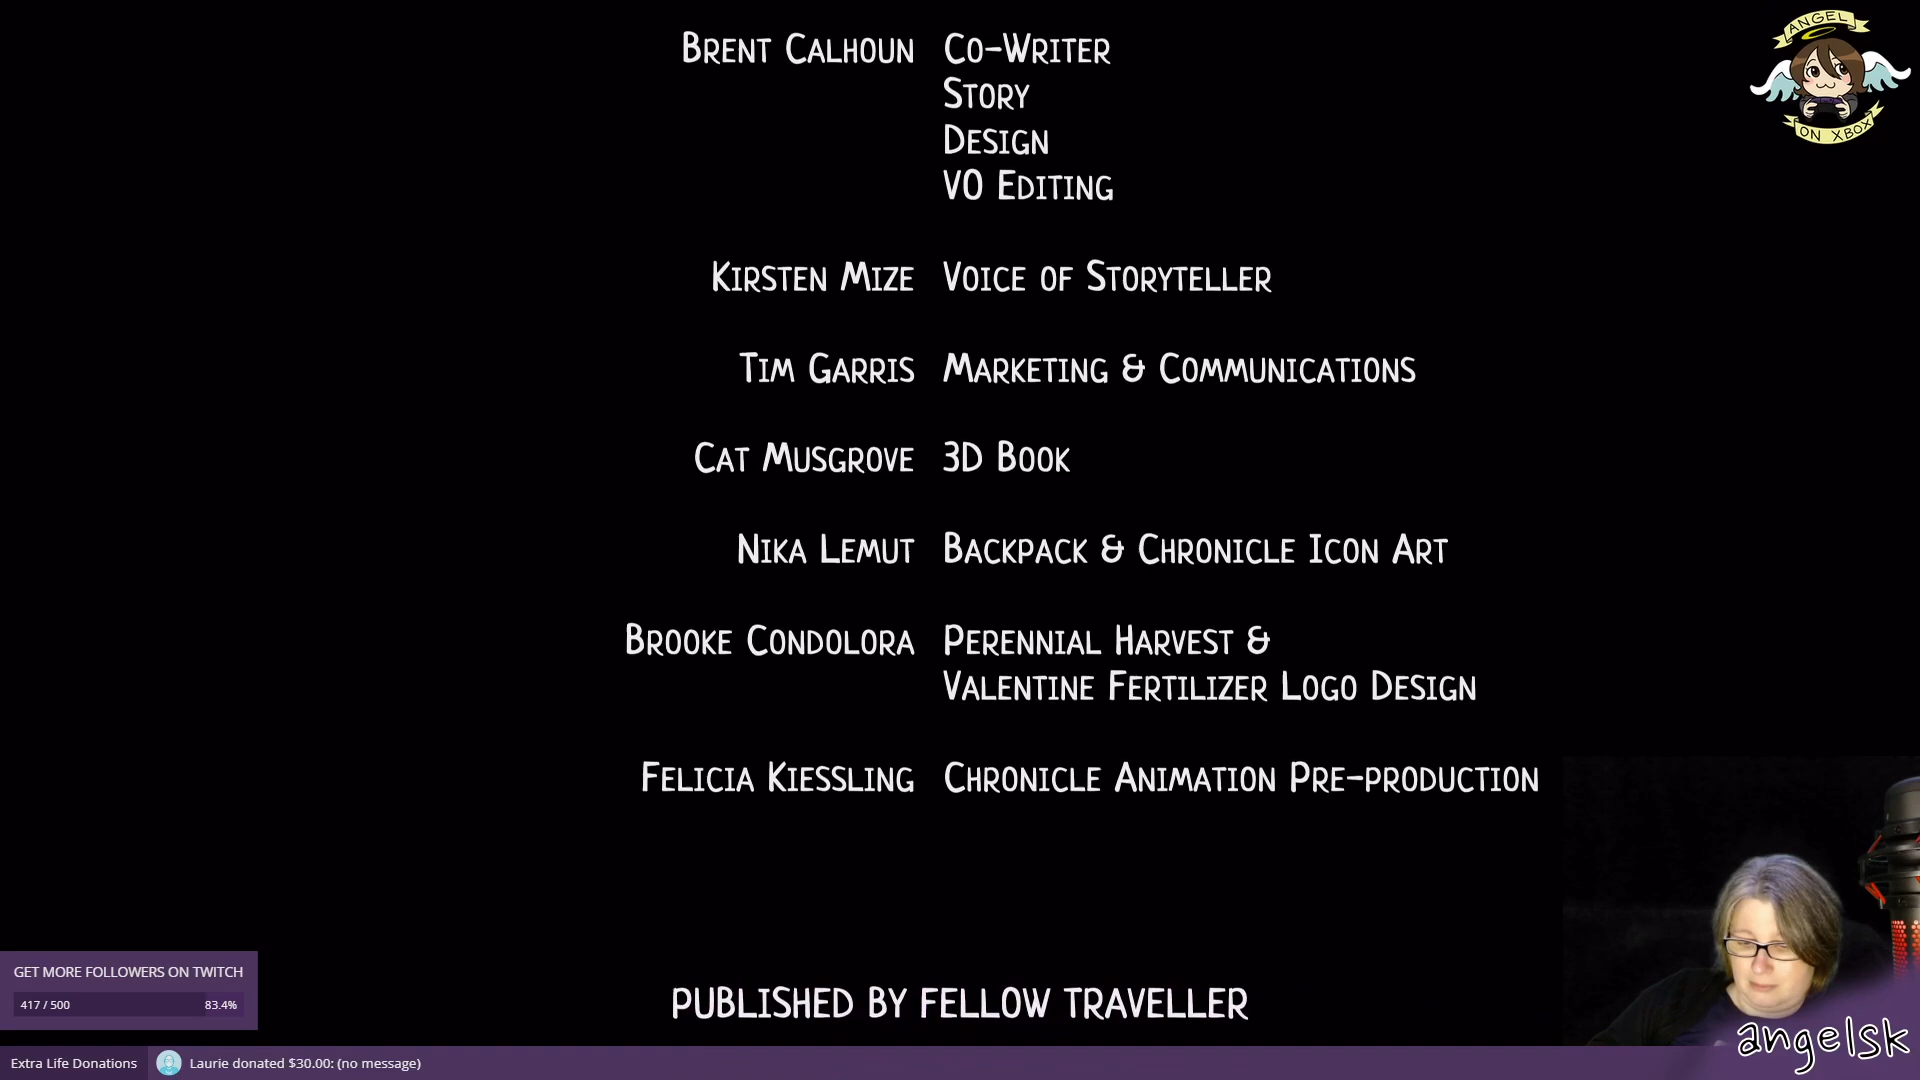 ANGEL
ON XBOX
Brent Calhoun Co-Writer
Story
Design
VO Editing
Kirsten Mize Voice of Storyteller
Tim Garris Marketing & Communications
Cat Musgrove 3D Book
Nika Lemut Backpack & Chronicle Icon Art
Brooke Condolora Perennial Harvest &
Valentine Fertilizer Logo Design
Felicia Kiessling Chronicle Animation Pre-production
PUBLISHED BY FELLOW TRAVELLER
GET MORE FOLLOWERS ON TWITCH
417 / 500 83.4%
angelsk
Extra Life Donations Laurie donated $30.00: (no message)